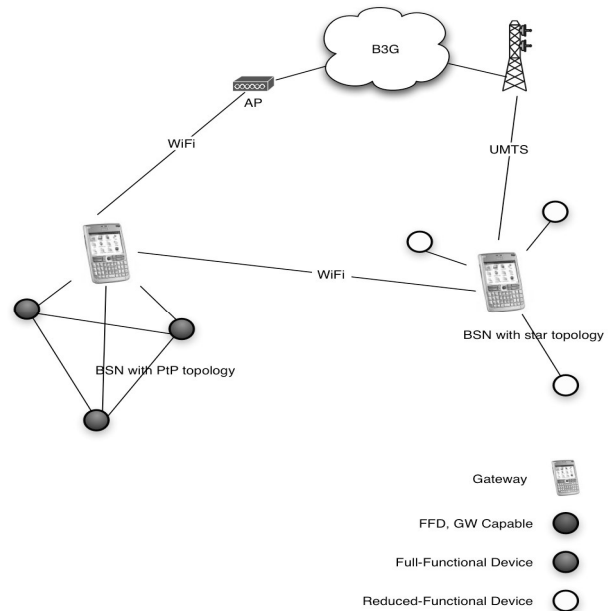 B3G
AP
WiFi
UMTS
WiFi
BSN with star topology
BSN with PtP topology
Gateway
FFD, GW Capable
Full-Functional Device
Reduced-Functional Device